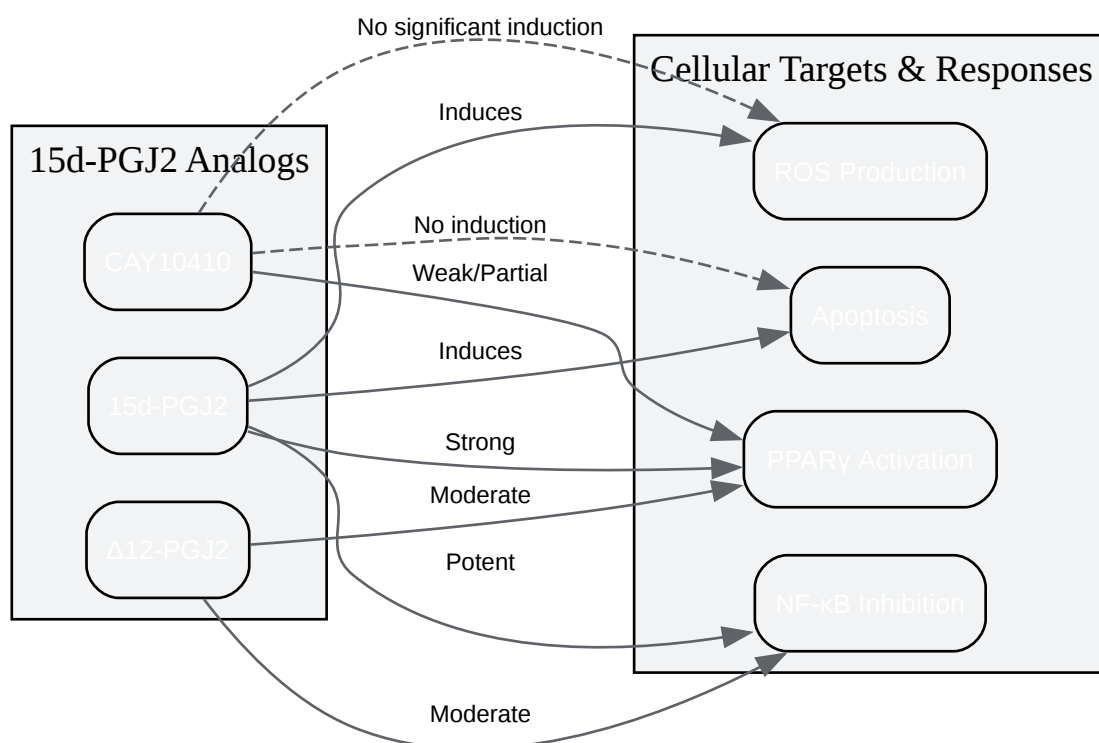 No significant induction
Cellular Targets & Responses
Induces
ROS Production
15d-PGJ2 Analogs
No induction
CAY10410
Weak/Partial
Apoptosis
Induces
15d-PGJ2
Strong
PPARγ Activation
Moderate
Δ12-PGJ2
Potent
NF-κB Inhibition
Moderate